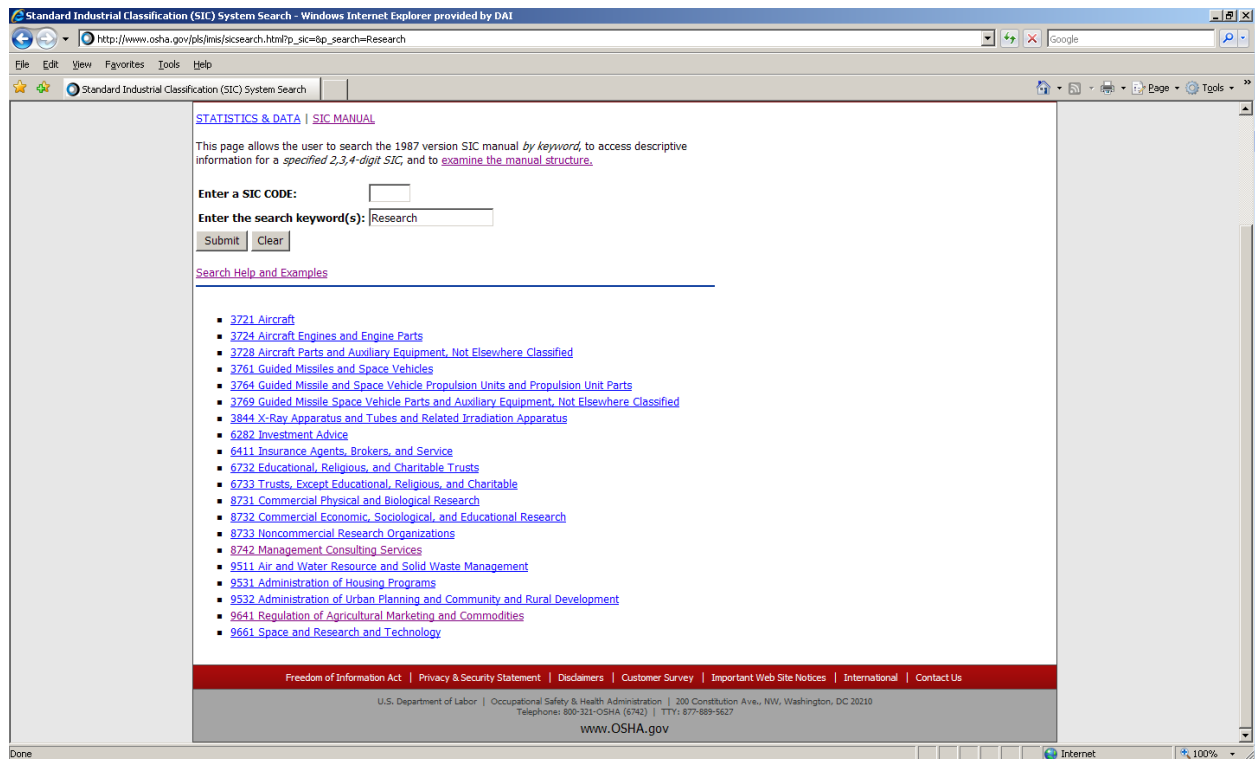 Standard Industrial Classification (SIC) System Search - Windows Internet Explorer provided by DAI
http://www.osha.gov/pls/imis/sicsearch.html?p_sic=&p_search=Research
Google
File Edit View Favorites Tools Help
Standard Industrial Classification (SIC) System Search
Page Tools »
STATISTICS & DATA | SIC MANUAL
This page allows the user to search the 1987 version SIC manual by keyword, to access descriptive
information for a specified 2,3,4-digit SIC, and to examine the manual structure.
Enter a SIC CODE:
Enter the search keyword(s): Research
Submit Clear
Search Help and Examples
3721 Aircraft
3724 Aircraft Engines and Engine Parts
3728 Aircraft Parts and Auxiliary Equipment, Not Elsewhere Classified
3761 Guided Missiles and Space Vehicles
3764 Guided Missile and Space Vehicle Propulsion Units and Propulsion Unit Parts
3769 Guided Missile Space Vehicle Parts and Auxiliary Equipment, Not Elsewhere Classified
3844 X-Ray Apparatus and Tubes and Related Irradiation Apparatus
6282 Investment Advice
6411 Insurance Agents, Brokers, and Service
6732 Educational, Religious, and Charitable Trusts
6733 Trusts, Except Educational, Religious, and Charitable
8731 Commercial Physical and Biological Research
8732 Commercial Economic, Sociological, and Educational Research
8733 Noncommercial Research Organizations
8742 Management Consulting Services
9511 Air and Water Resource and Solid Waste Management
9531 Administration of Housing Programs
9532 Administration of Urban Planning and Community and Rural Development
9641 Regulation of Agricultural Marketing and Commodities
9661 Space and Research and Technology
Freedom of Information Act | Privacy & Security Statement | Disclaimers | Customer Survey | Important Web Site Notices | International | Contact Us
U.S. Department of Labor | Occupational Safety & Health Administration | 200 Constitution Ave., NW, Washington, DC 20210
Telephone: 800-321-OSHA (6742) | TTY: 877-889-5627
www.OSHA.gov
Done
Internet
100%